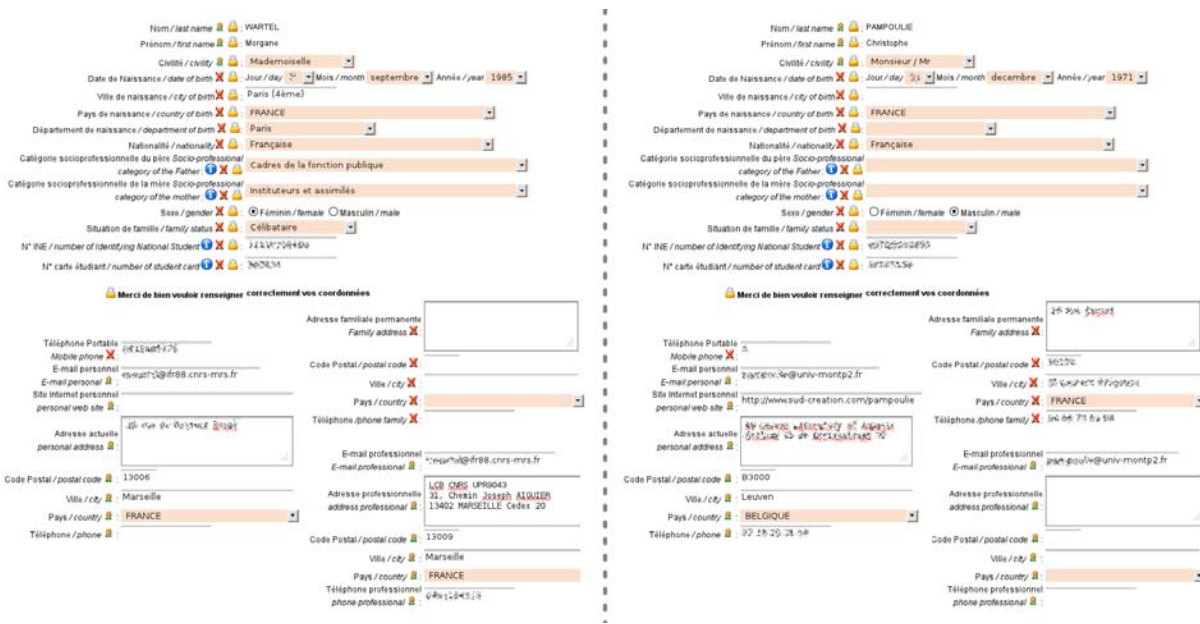 Nom / last name : WARTEL
Prénom / first name : Morgane
Civilité / civility : Mademoiselle
Date de Naissance / date of birth : Jour / day Mois / month septembre Année / year 1985
Ville de naissance / city of birth : Paris (4ème)
Pays de naissance / country of birth : FRANCE
Département de naissance / department of birth : Paris
Nationalité / nationality : Française
Catégorie socioprofessionnelle du père Socio-professional
category of the Father : Cadres de la fonction publique
Catégorie socioprofessionnelle de la mère Socio-professional
category of the mother : Instituteurs et assimilés
Sexe / gender : Féminin / female Masculin / male
Situation de famille / family status : Célibataire
N° INE / number of Identifying National Student :
N° carte étudiant / number of student card :
Merci de bien vouloir renseigner correctement vos coordonnées
Téléphone Portable
Mobile phone :
E-mail personnel
E-mail personal : @ifr88.cnrs-mrs.fr
Site Internet personnel
personal web site :
Adresse actuelle
personal address :
Code Postal / postal code : 13006
Ville / city : Marseille
Pays / country : FRANCE
Téléphone / phone :
Adresse familiale permanente
Family address :
Code Postal / postal code :
Ville / city :
Pays / country :
Téléphone /phone family :
E-mail professionnel
E-mail professional : @ifr88.cnrs-mrs.fr
Adresse professionnelle
address professional :
LCB CNRS UPR9043
31, Chemin Joseph AIGUIER
13402 MARSEILLE Cedex 20
Code Postal / postal code : 13009
Ville / city : Marseille
Pays / country : FRANCE
Téléphone professionnel
phone professional :
Nom / last name : PAMPOULIE
Prénom / first name : Christophe
Civilité / civility : Monsieur / Mr
Date de Naissance / date of birth : Jour / day Mois / month decembre Année / year 1971
Ville de naissance / city of birth :
Pays de naissance / country of birth : FRANCE
Département de naissance / department of birth :
Nationalité / nationality : Française
Catégorie socioprofessionnelle du père Socio-professional
category of the Father :
Catégorie socioprofessionnelle de la mère Socio-professional
category of the mother :
Sexe / gender : Féminin / female Masculin / male
Situation de famille / family status :
N° INE / number of Identifying National Student :
N° carte étudiant / number of student card :
Merci de bien vouloir renseigner correctement vos coordonnées
Téléphone Portable
Mobile phone :
E-mail personnel
E-mail personal : @univ-montp2.fr
Site Internet personnel
personal web site : http://www.sud-creation.com/pampoulie
Adresse actuelle
personal address :
Code Postal / postal code : B3000
Ville / city : Leuven
Pays / country : BELGIQUE
Téléphone / phone :
Adresse familiale permanente
Family address :
Code Postal / postal code :
Ville / city :
Pays / country : FRANCE
Téléphone /phone family :
E-mail professionnel
E-mail professional : @univ-montp2.fr
Adresse professionnelle
address professional :
Code Postal / postal code :
Ville / city :
Pays / country :
Téléphone professionnel
phone professional :